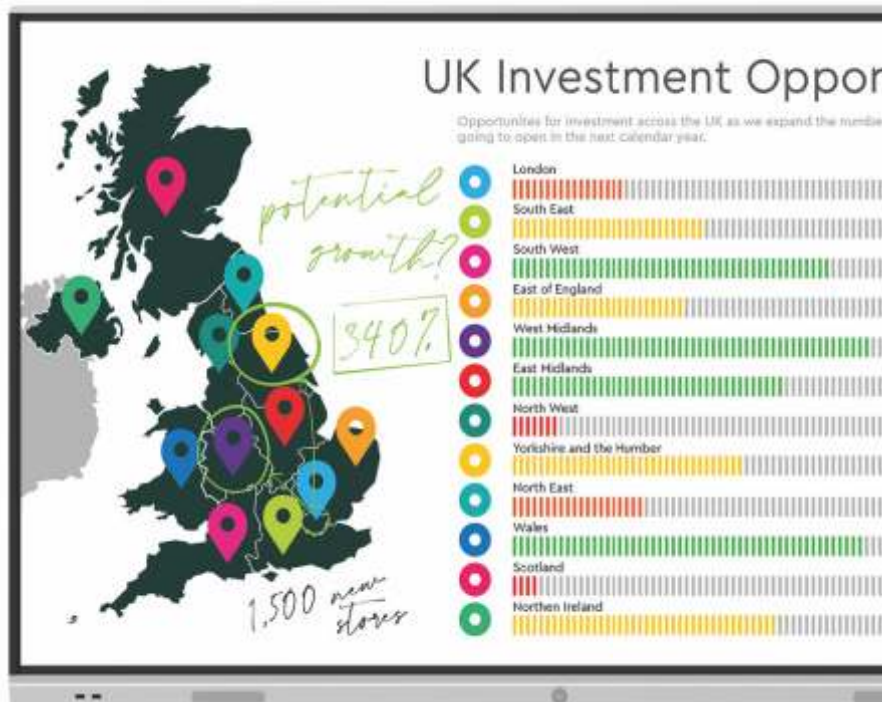 UK Investment Oppor
Opportunites for investment across the UK as we expand the numbe
going to open in the next calendar year.
potential
growth?
340%
1,500 new
stores
London
South East
South West
East of England
West Midlands
East Midlands
North West
Yorkshire and the Humber
North East
Wales
Scotland
Northen Ireland